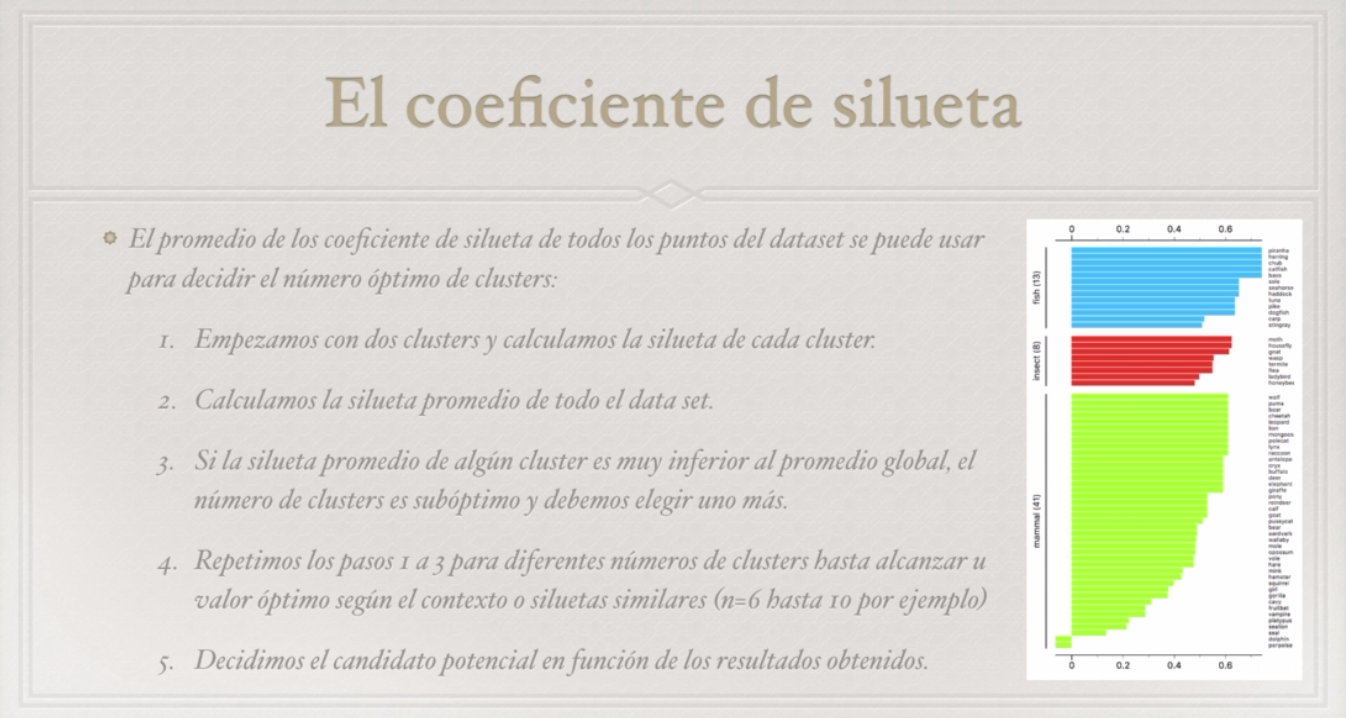 El coeficiente de silueta
El promedio de los coeficiente de silueta de todos los puntos del dataset se puede usar
para decidir el número óptimo de clusters:
1. Empezamos con dos clusters y calculamos la silueta de cada cluster.
2. Calculamos la silueta promedio de todo el data set.
3. Si la silueta promedio de algún cluster es muy inferior al promedio global, el
número de clusters es subóptimo y debemos elegir uno más.
4. Repetimos los pasos 1 a 3 para diferentes números de clusters hasta alcanzar u
valor óptimo según el contexto o siluetas similares (n=6 hasta 10 por ejemplo)
5. Decidimos el candidato potencial en función de los resultados obtenidos.
0 0.2 0.4 0.6
fish (13)
piranha
herring
chub
catfish
bass
sole
seahorse
haddock
tuna
pike
dogfish
carp
stingray
insect (8)
moth
housefly
gnat
wasp
termite
flea
ladybird
honeybee
mammal (41)
wolf
puma
boar
cheetah
leopard
lion
mongoose
polecat
lynx
raccoon
antelope
oryx
buffalo
deer
elephant
giraffe
pony
reindeer
calf
goat
pussycat
bear
aardvark
wallaby
mole
opossum
vole
hare
mink
hamster
squirrel
girl
gorilla
cavy
fruitbat
vampire
platypus
sealion
seal
dolphin
porpoise
0 0.2 0.4 0.6